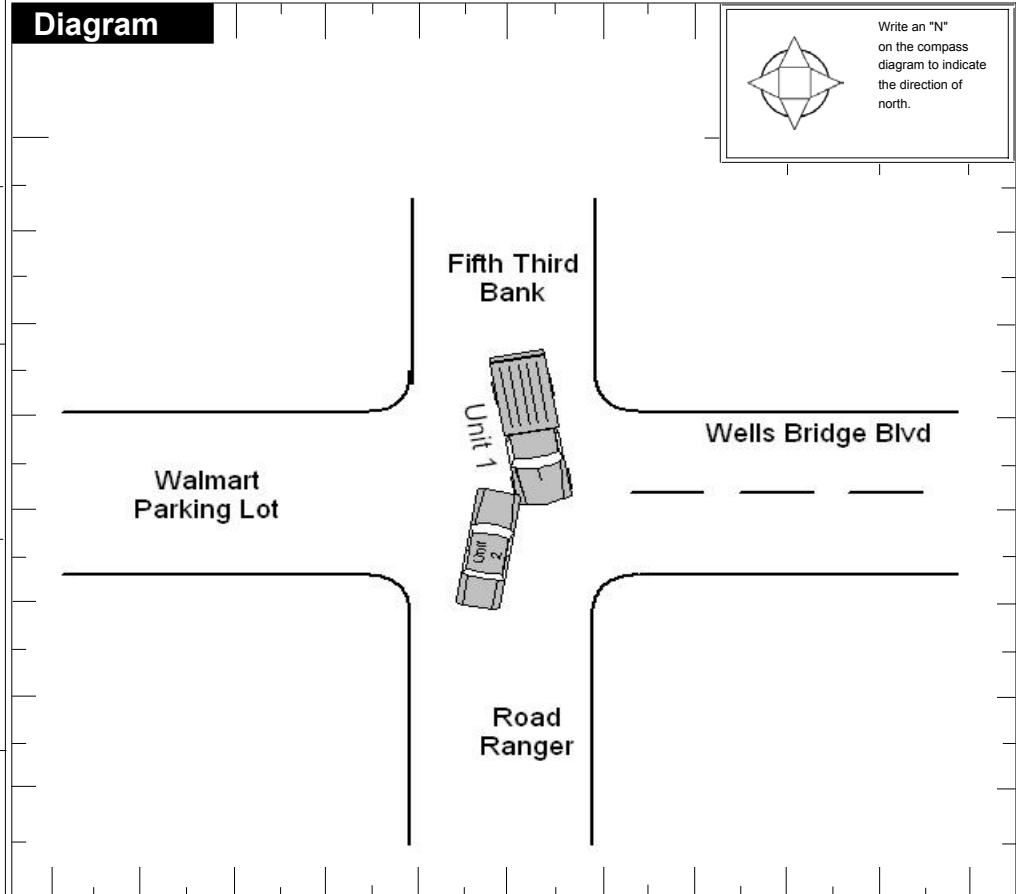 Diagram
Write an "N"
on the compass
diagram to indicate
the direction of
north.
Fifth Third
Bank
Unit 1
Wells Bridge Blvd
Walmart
Parking Lot
Unit
2
Road
Ranger